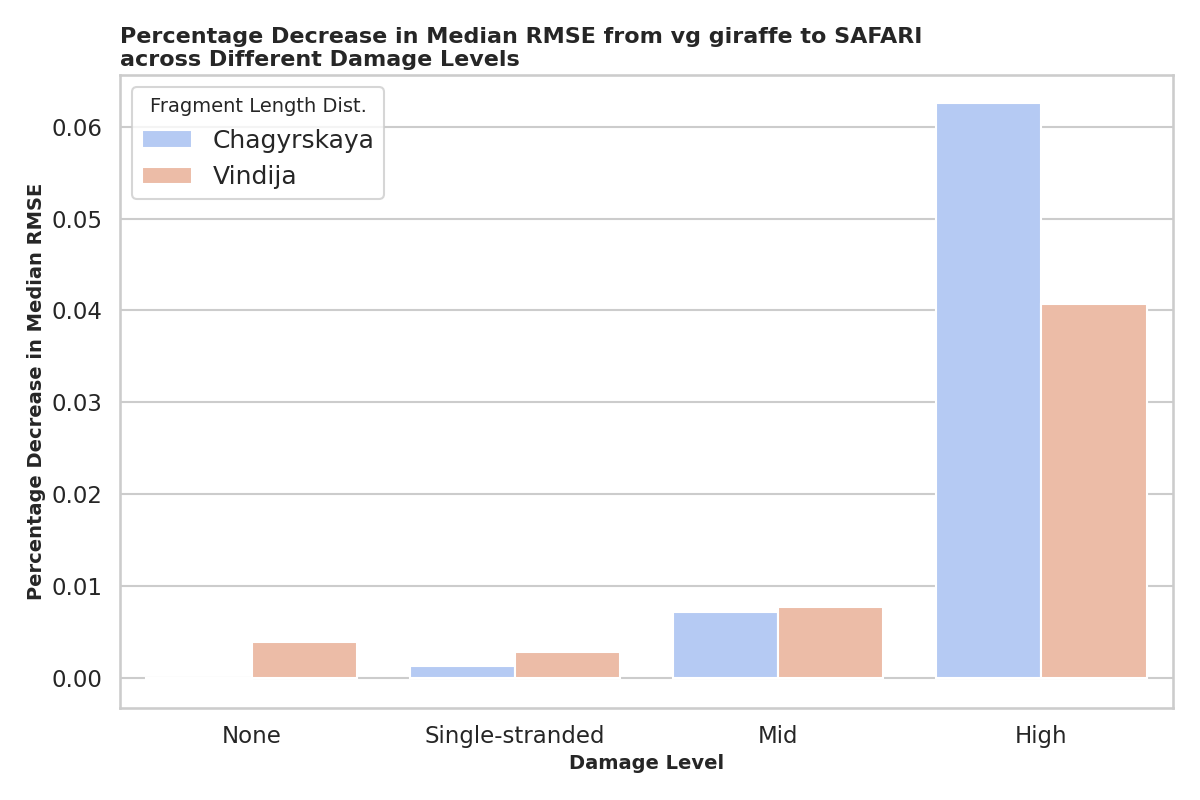 Percentage Decrease in Median RMSE from vg giraffe to SAFARI
across Different Damage Levels
Fragment Length Dist.
Chagyrskaya
Vindija
Percentage Decrease in Median RMSE
0.06
0.05
0.04
0.03
0.02
0.01
0.00
None
Single-stranded
Mid
High
Damage Level